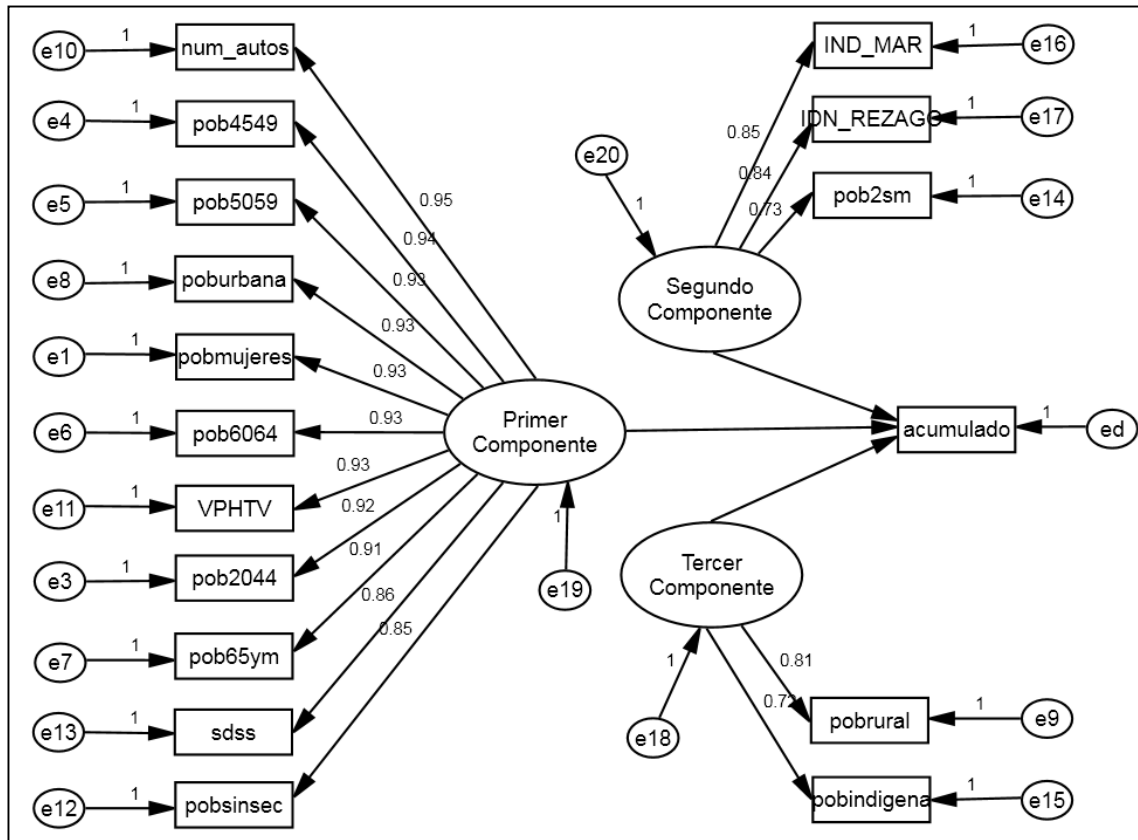 e10
1
num_autos
e4
1
pob4549
e5
1
pob5059
e8
1
poburbana
e1
1
pobmujeres
e6
1
pob6064
e11
1
VPHTV
e3
1
pob2044
e7
1
pob65ym
e13
1
sdss
e12
1
pobsinsec
0.95
0.94
0.93
0.93
0.93
0.93
0.93
0.92
0.91
0.86
0.85
Primer
Componente
1
e19
e20
1
Segundo
Componente
0.85
0.84
0.73
IND_MAR
1
e16
IDN_REZAGO
1
e17
pob2sm
1
e14
acumulado
1
ed
Tercer
Componente
1
e18
0.81
pobrural
1
e9
pobindigena
1
e15